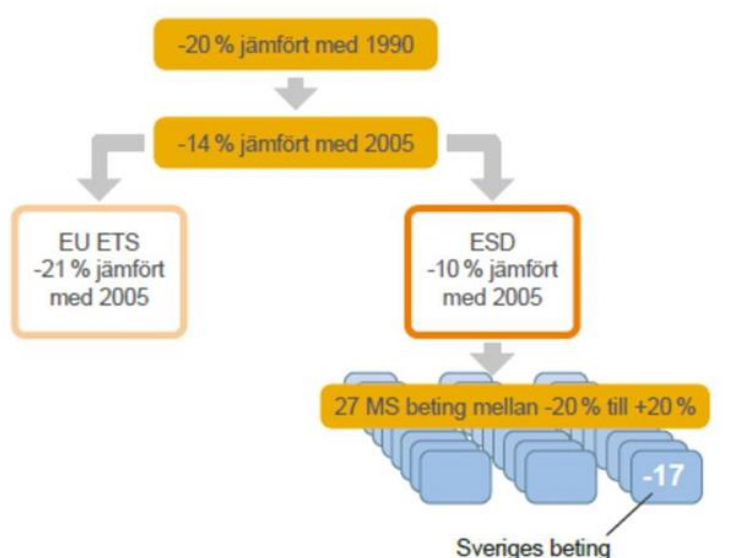 -20 % jämfört med 1990
-14 % jämfört med 2005
EU ETS
-21 % jämfört
med 2005
ESD
-10 % jämfört
med 2005
27 MS beting mellan -20 % till +20 %
-17
Sveriges beting